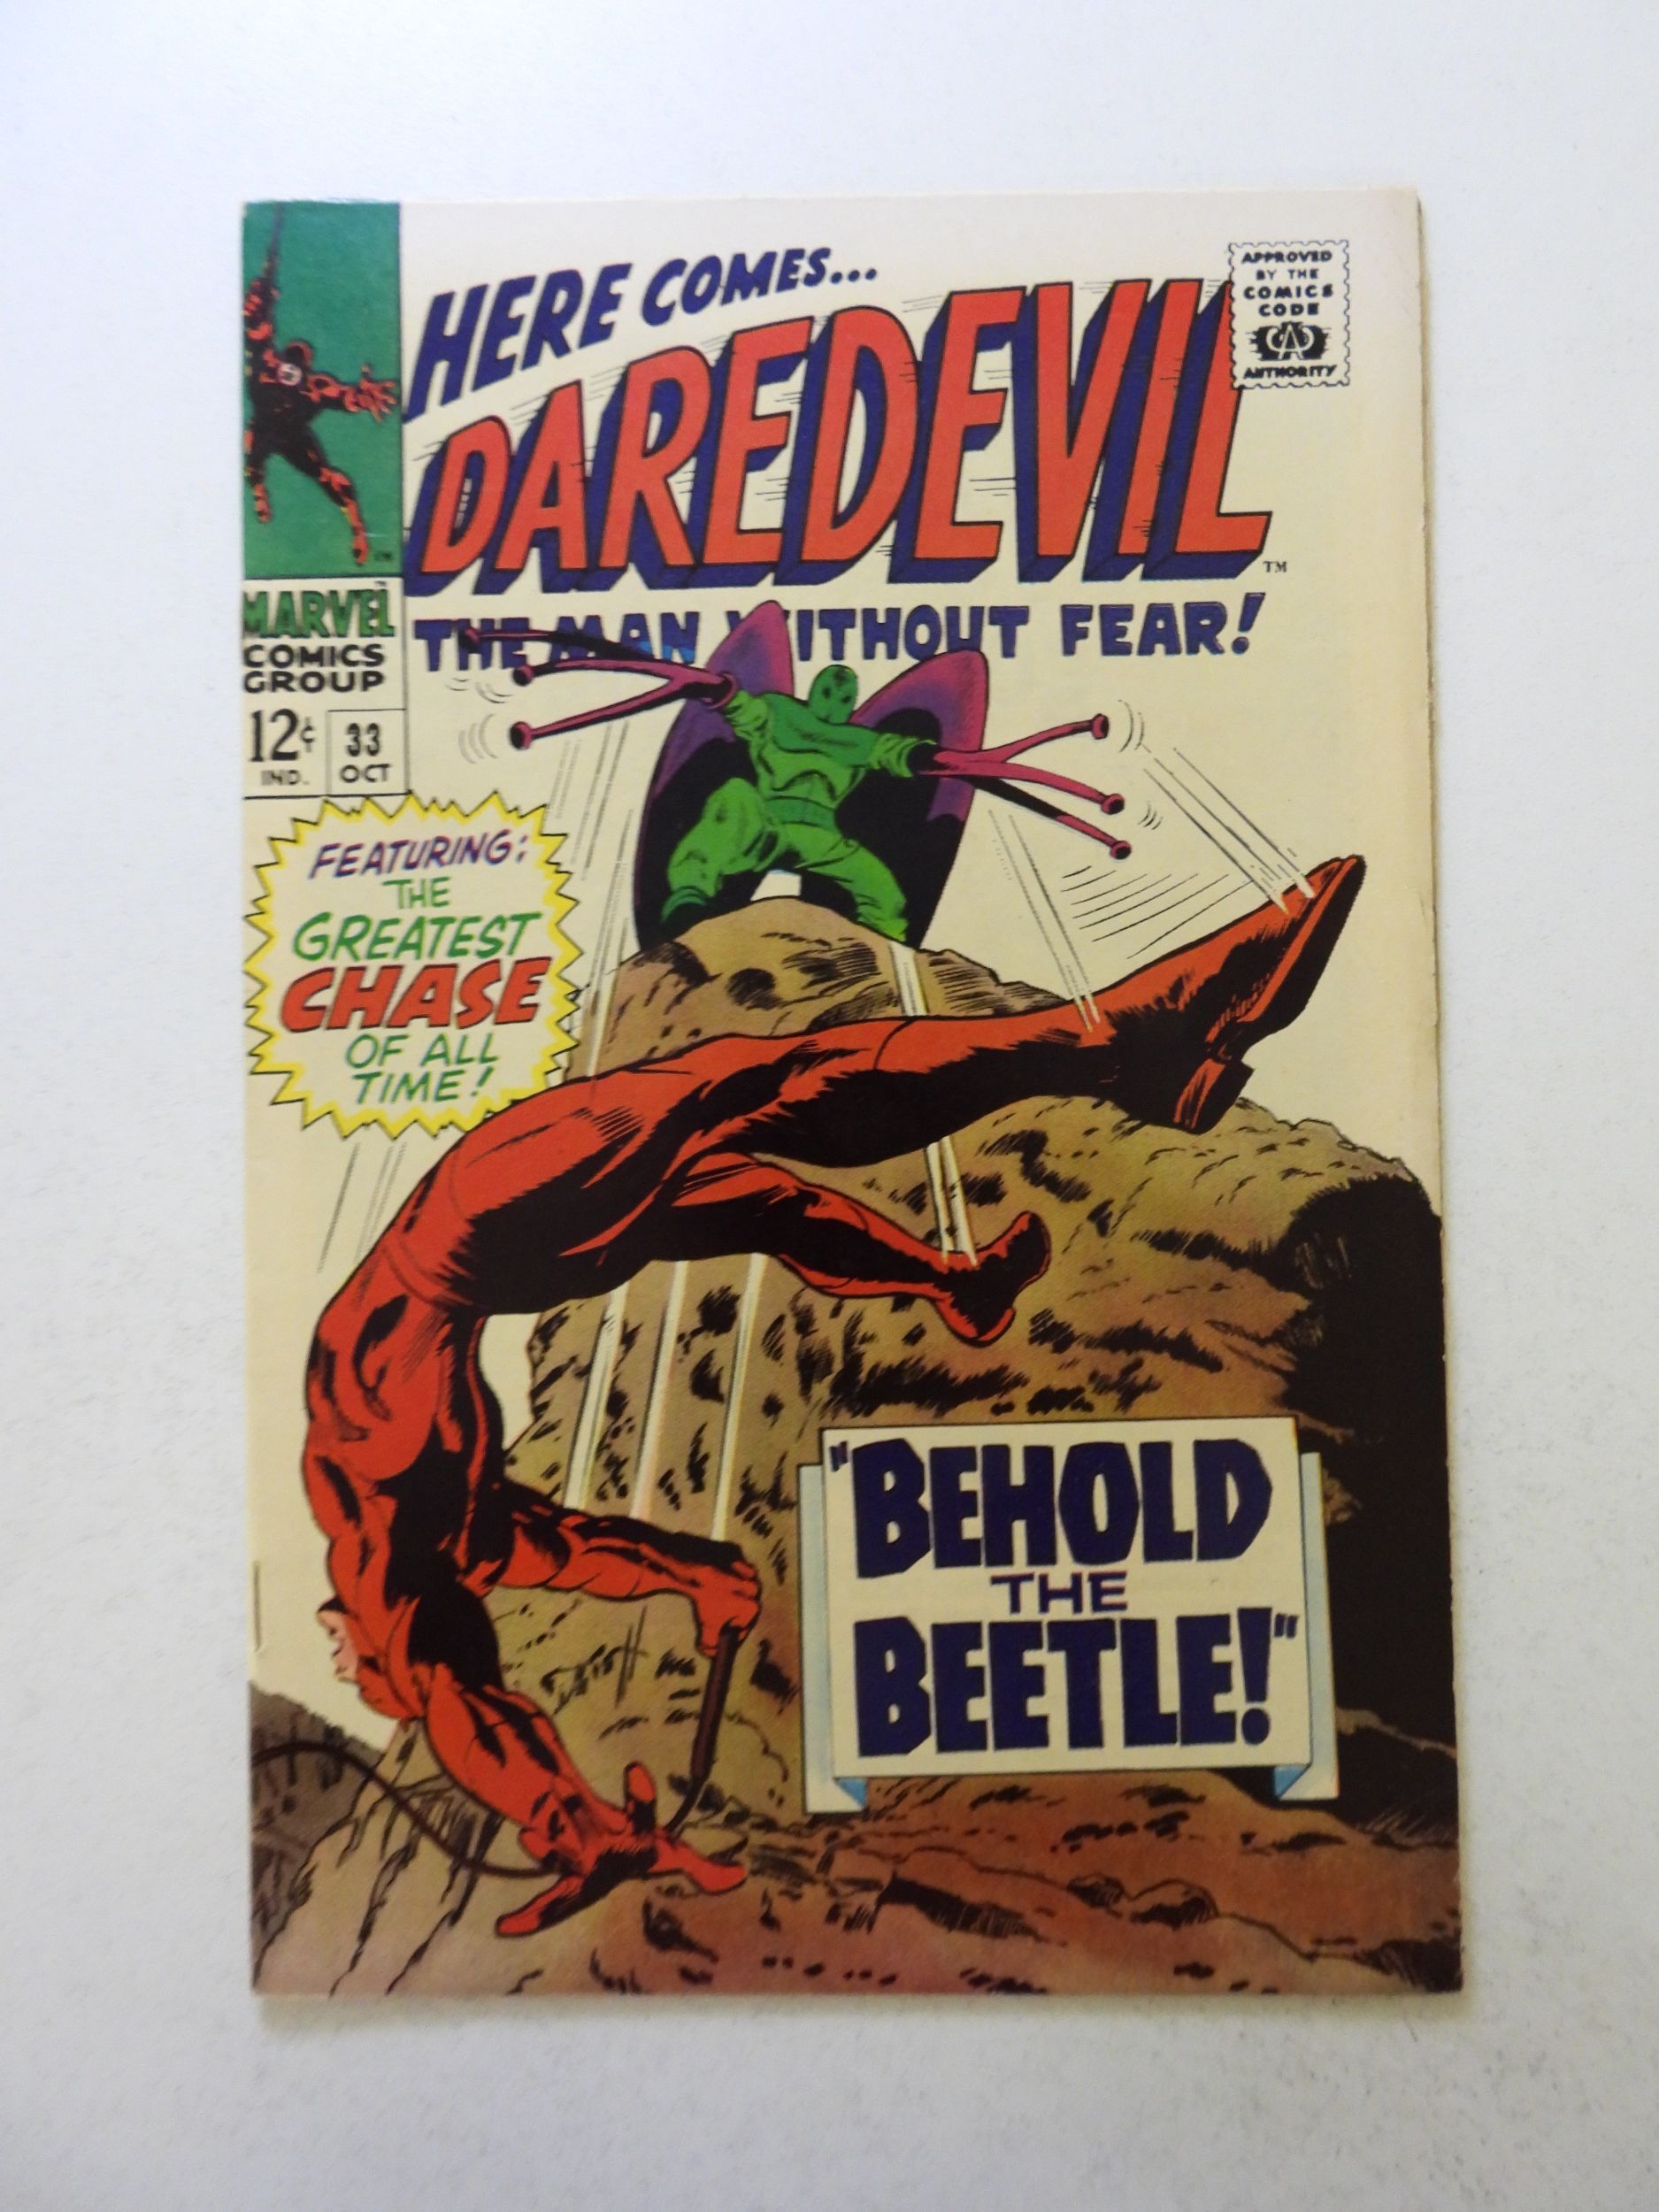 HERE COMES...
DAREDEVIL
TM
THE MAN WITHOUT FEAR!
APPROVED
BY THE
COMICS
CODE
CA
AUTHORITY
MARVEL
COMICS
GROUP
12¢
IND.
33
OCT
FEATURING:
THE
GREATEST
CHASE
OF ALL
TIME!
"BEHOLD
THE
BEETLE!"